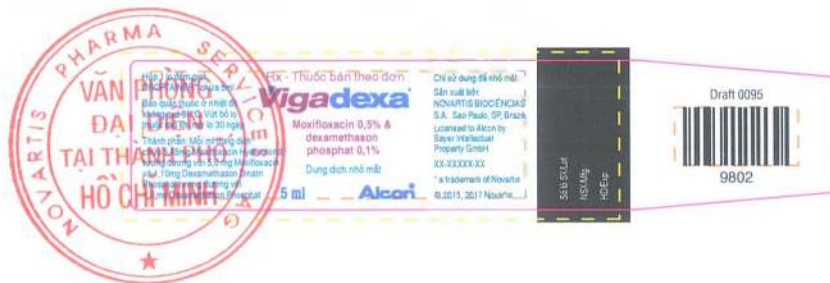 NOVARTIS PHARMA SERVICES AG
VĂN PHÒNG
ĐẠI DIỆN
TẠI THÀNH PHỐ
HỒ CHÍ MINH
Rx - Thuốc bán theo đơn
Vigadexa
Moxifloxacin 0,5% &
dexamethason
phosphat 0,1%
Dung dịch nhỏ mắt
5 ml
Alcon
Chỉ sử dụng để nhỏ mắt.
Sản xuất bởi:
NOVARTIS BIOCIENCIAS
S.A. Sao Paulo, SP, Brazil
Licensed to Alcon by
Bayer Intellectual
Property GmbH
XX-XXXXX-XX
* a trademark of Novartis
© 2015, 2017 Novartis
Số lô SX/Lot
NSX/Mfg
HD/Exp
Draft 0095
9802